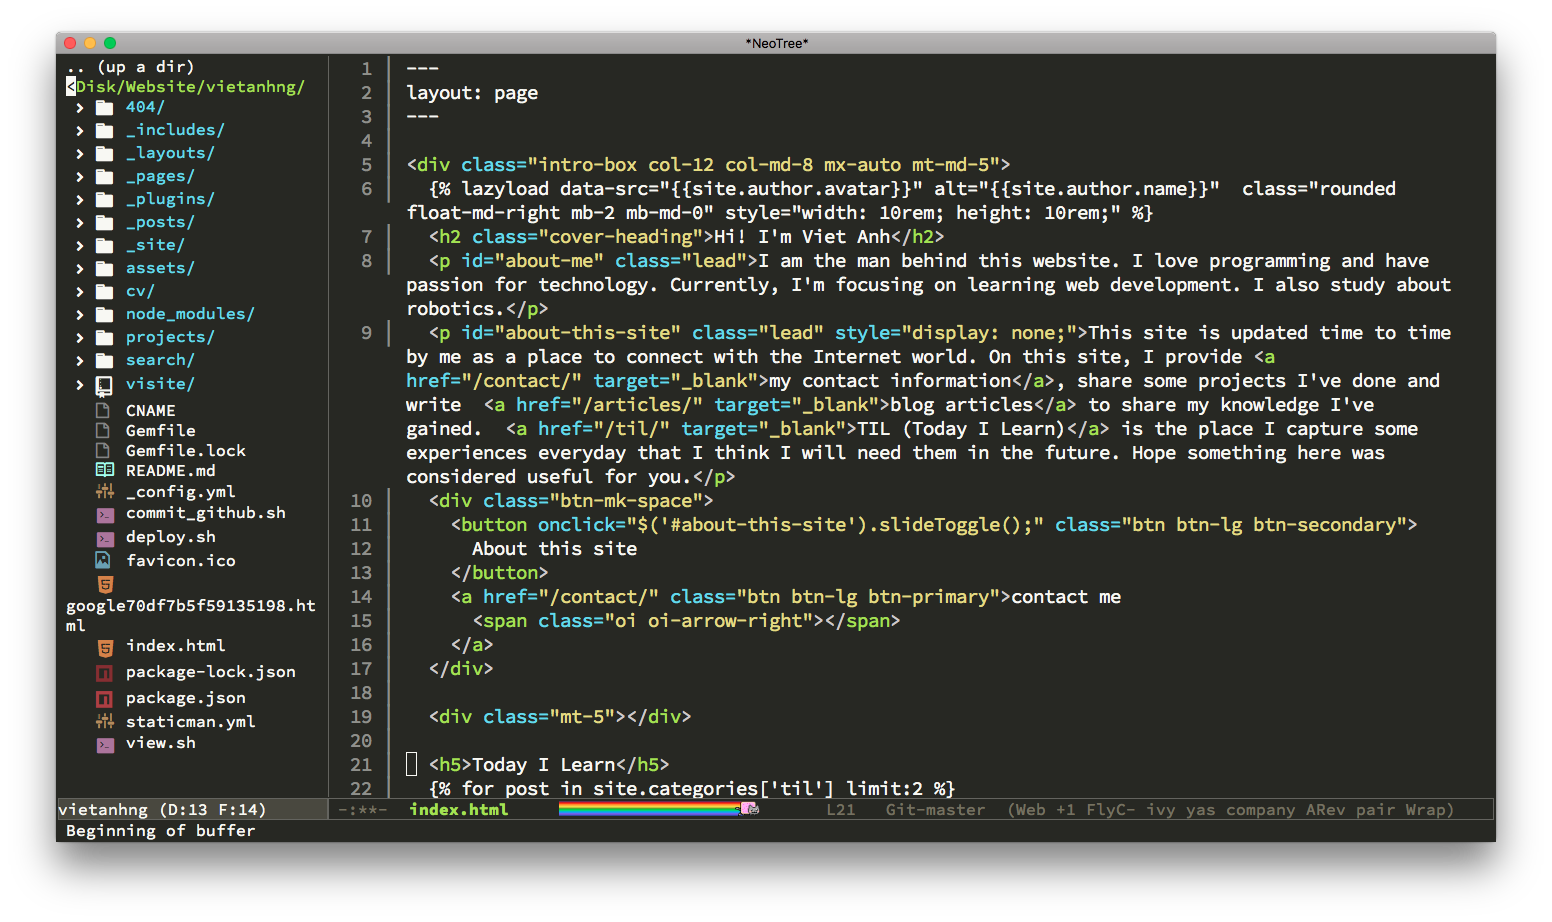 *NeoTree*
.. (up a dir)
<Disk/Website/vietanhng/
404/
_includes/
_layouts/
_pages/
_plugins/
_posts/
_site/
assets/
cv/
node_modules/
projects/
search/
visite/
CNAME
Gemfile
Gemfile.lock
README.md
_config.yml
commit_github.sh
deploy.sh
favicon.ico
google70df7b5f59135198.ht
ml
index.html
package-lock.json
package.json
staticman.yml
view.sh
1 ---
2 layout: page
3 ---
4
5 <div class="intro-box col-12 col-md-8 mx-auto mt-md-5">
6 {% lazyload data-src="{{site.author.avatar}}" alt="{{site.author.name}}"  class="rounded
float-md-right mb-2 mb-md-0" style="width: 10rem; height: 10rem;" %}
7 <h2 class="cover-heading">Hi! I'm Viet Anh</h2>
8 <p id="about-me" class="lead">I am the man behind this website. I love programming and have
passion for technology. Currently, I'm focusing on learning web development. I also study about
robotics.</p>
9 <p id="about-this-site" class="lead" style="display: none;">This site is updated time to time
by me as a place to connect with the Internet world. On this site, I provide <a
href="/contact/" target="_blank">my contact information</a>, share some projects I've done and
write  <a href="/articles/" target="_blank">blog articles</a> to share my knowledge I've
gained.  <a href="/til/" target="_blank">TIL (Today I Learn)</a> is the place I capture some
experiences everyday that I think I will need them in the future. Hope something here was
considered useful for you.</p>
10 <div class="btn-mk-space">
11 <button onclick="$('#about-this-site').slideToggle();" class="btn btn-lg btn-secondary">
12 About this site
13 </button>
14 <a href="/contact/" class="btn btn-lg btn-primary">contact me
15 <span class="oi oi-arrow-right"></span>
16 </a>
17 </div>
18
19 <div class="mt-5"></div>
20
21 <h5>Today I Learn</h5>
22 {% for post in site.categories['til'] limit:2 %}
vietanhng (D:13 F:14)
-:**- index.html L21 Git-master (Web +1 FlyC- ivy yas company ARev pair Wrap)
Beginning of buffer